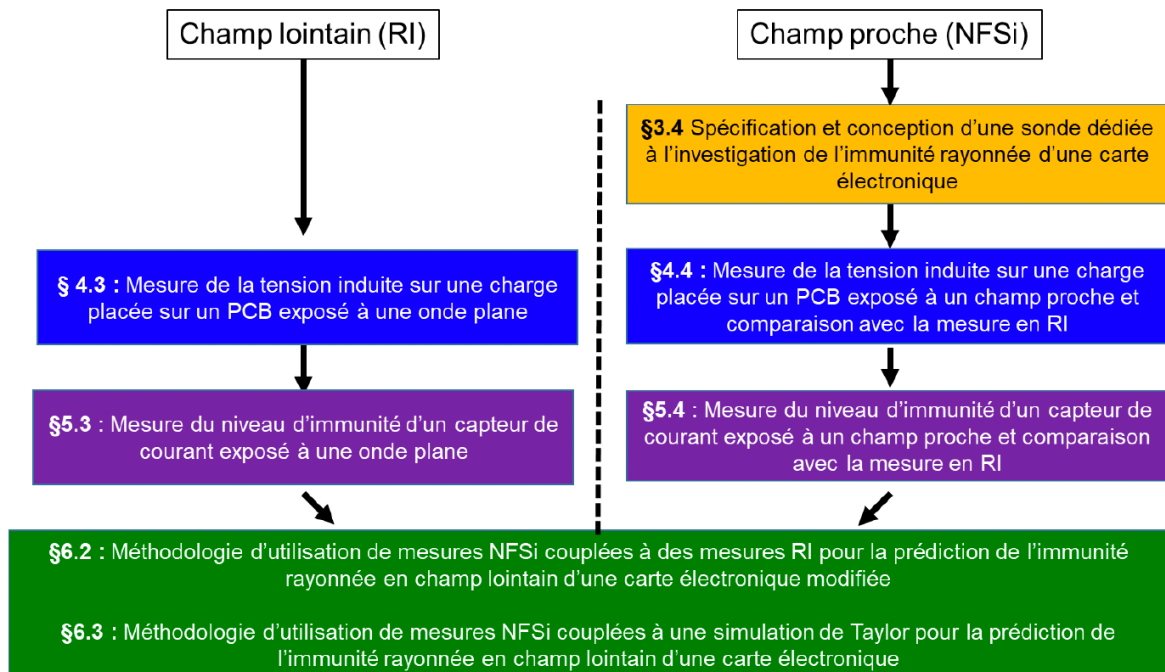 Champ lointain (RI)
Champ proche (NFSi)
§3.4 Spécification et conception d'une sonde dédiée
à l'investigation de l'immunité rayonnée d'une carte
électronique
§ 4.3 : Mesure de la tension induite sur une charge
placée sur un PCB exposé à une onde plane
§4.4 : Mesure de la tension induite sur une charge
placée sur un PCB exposé à un champ proche et
comparaison avec la mesure en RI
§5.3 : Mesure du niveau d'immunité d'un capteur de
courant exposé à une onde plane
§5.4 : Mesure du niveau d'immunité d'un capteur de
courant exposé à un champ proche et comparaison
avec la mesure en RI
§6.2 : Méthodologie d'utilisation de mesures NFSi couplées à des mesures RI pour la prédiction de l'immunité
rayonnée en champ lointain d'une carte électronique modifiée
§6.3 : Méthodologie d'utilisation de mesures NFSi couplées à une simulation de Taylor pour la prédiction de
l'immunité rayonnée en champ lointain d'une carte électronique